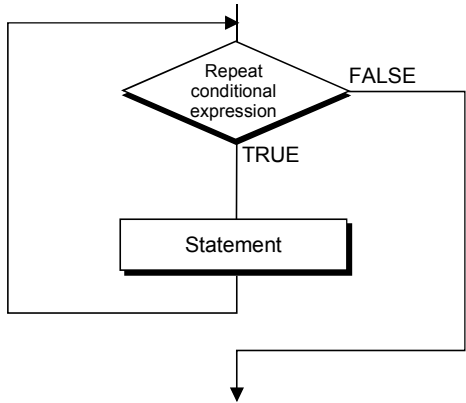 Repeat
conditional
expression
FALSE
TRUE
Statement